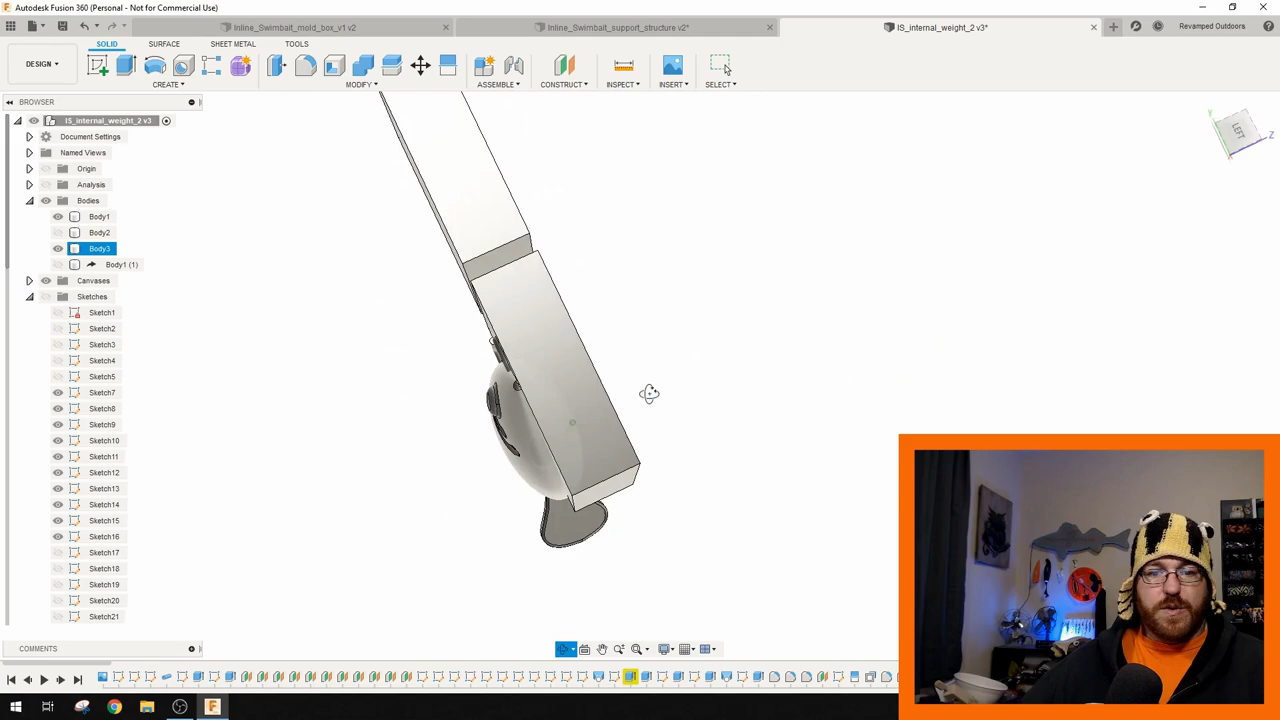 Autodesk Fusion 360 (Personal - Not for Commercial Use)
Inline_Swimbait_mold_box_v1 v2
Inline_Swimbait_support_structure v2*
IS_internal_weight_2 v3*
Revamped Outdoors
SOLID
SURFACE
SHEET METAL
TOOLS
DESIGN
CREATE
MODIFY
ASSEMBLE
CONSTRUCT
INSPECT
INSERT
SELECT
BROWSER
IS_internal_weight_2 v3
Document Settings
Named Views
Origin
Analysis
Bodies
Body1
Body2
Body3
Body1 (1)
Canvases
Sketches
Sketch1
Sketch2
Sketch3
Sketch4
Sketch5
Sketch7
Sketch8
Sketch9
Sketch10
Sketch11
Sketch12
Sketch13
Sketch14
Sketch15
Sketch16
Sketch17
Sketch18
Sketch19
Sketch20
Sketch21
COMMENTS
LEFT
Y
Z